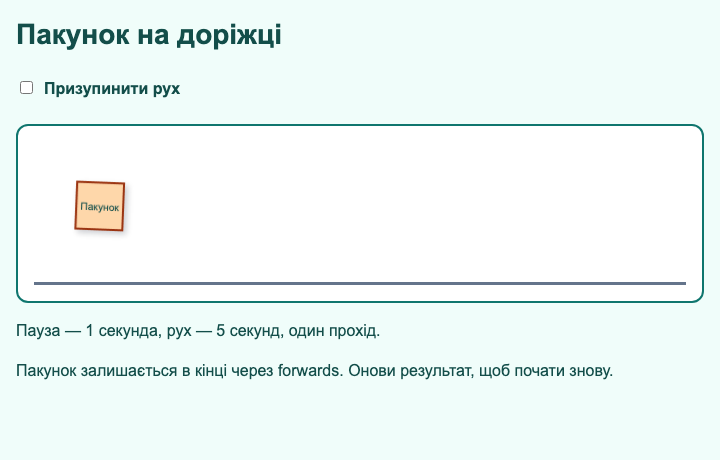 Пакунок на доріжці
Призупинити рух
Пакунок
Пауза — 1 секунда, рух — 5 секунд, один прохід.
Пакунок залишається в кінці через forwards. Онови результат, щоб почати знову.